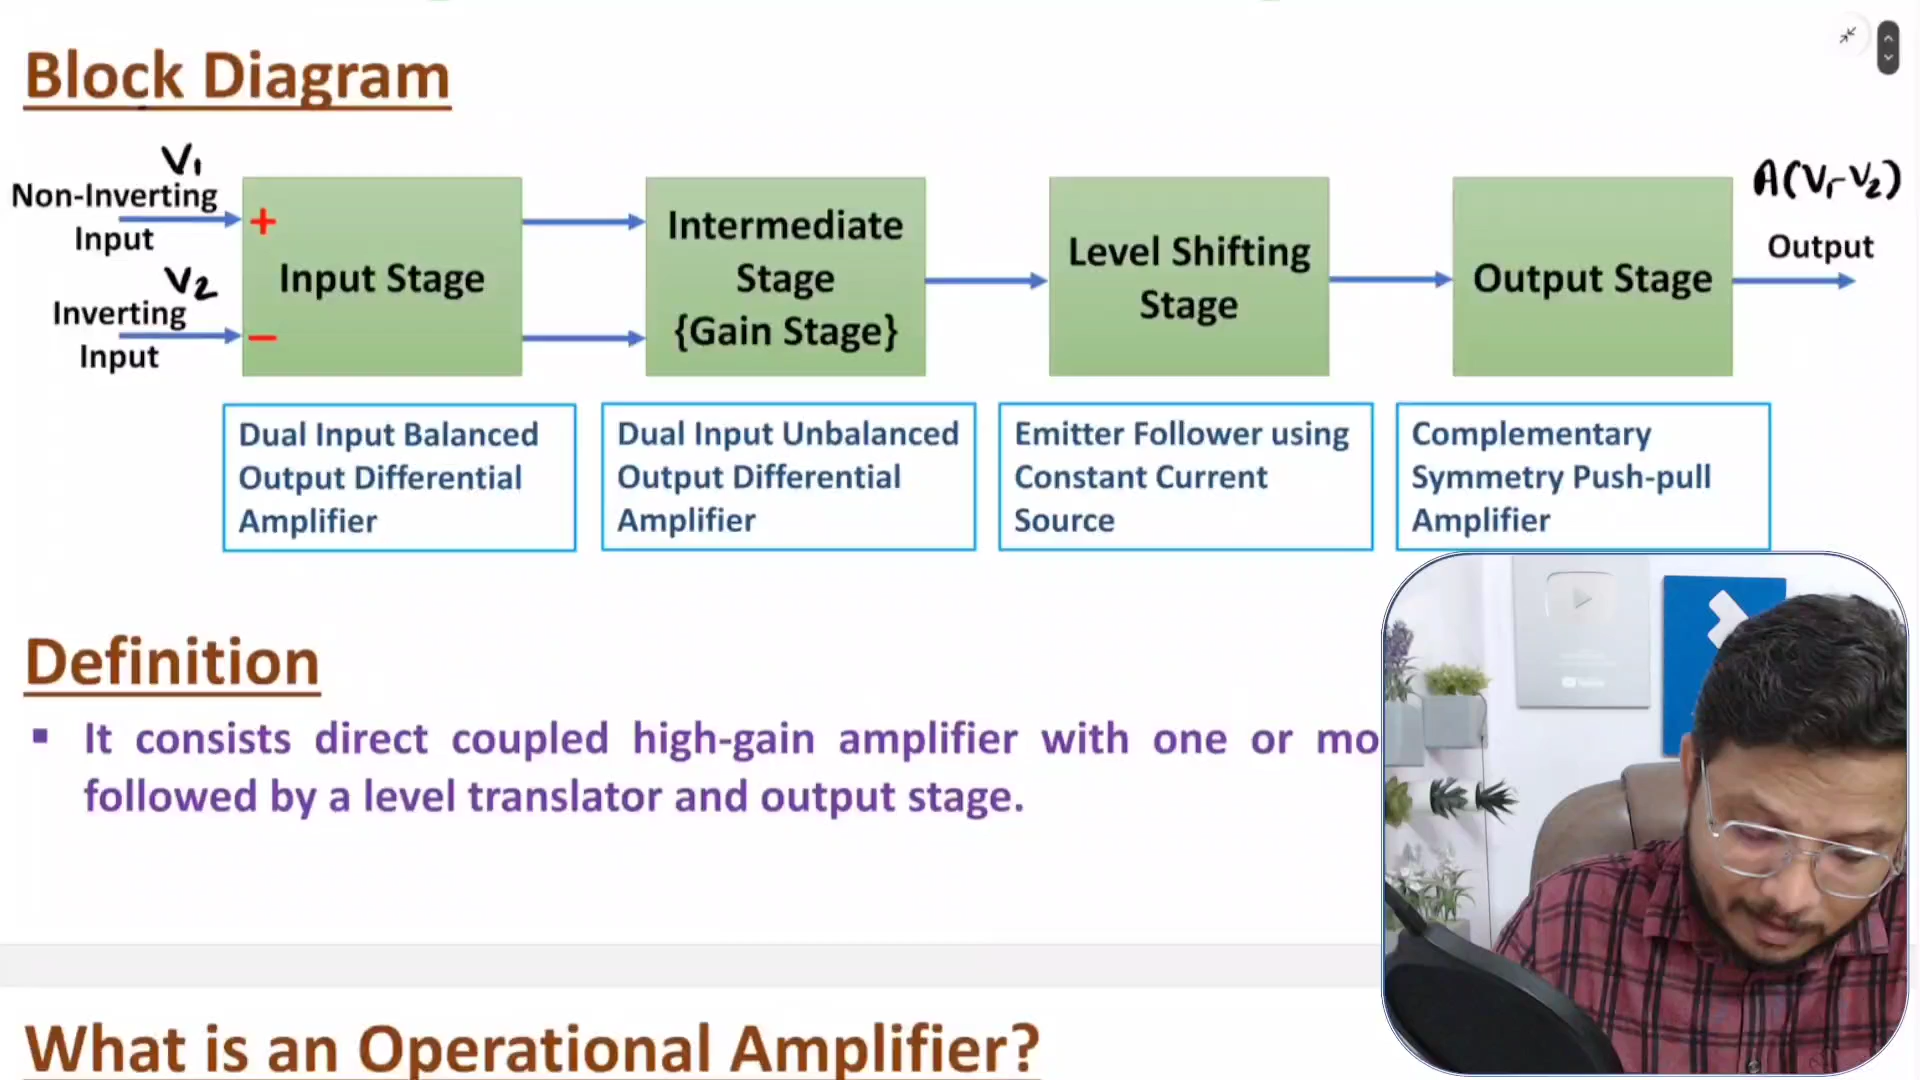 Block Diagram
V1
Non-Inverting
Input
V2
Inverting
Input
+
−
Input Stage
Intermediate
Stage
{Gain Stage}
Level Shifting
Stage
Output Stage
A(V1-V2)
Output
Dual Input Balanced
Output Differential
Amplifier
Dual Input Unbalanced
Output Differential
Amplifier
Emitter Follower using
Constant Current
Source
Complementary
Symmetry Push-pull
Amplifier
Definition
▪ It consists direct coupled high-gain amplifier with one or mo
followed by a level translator and output stage.
What is an Operational Amplifier?